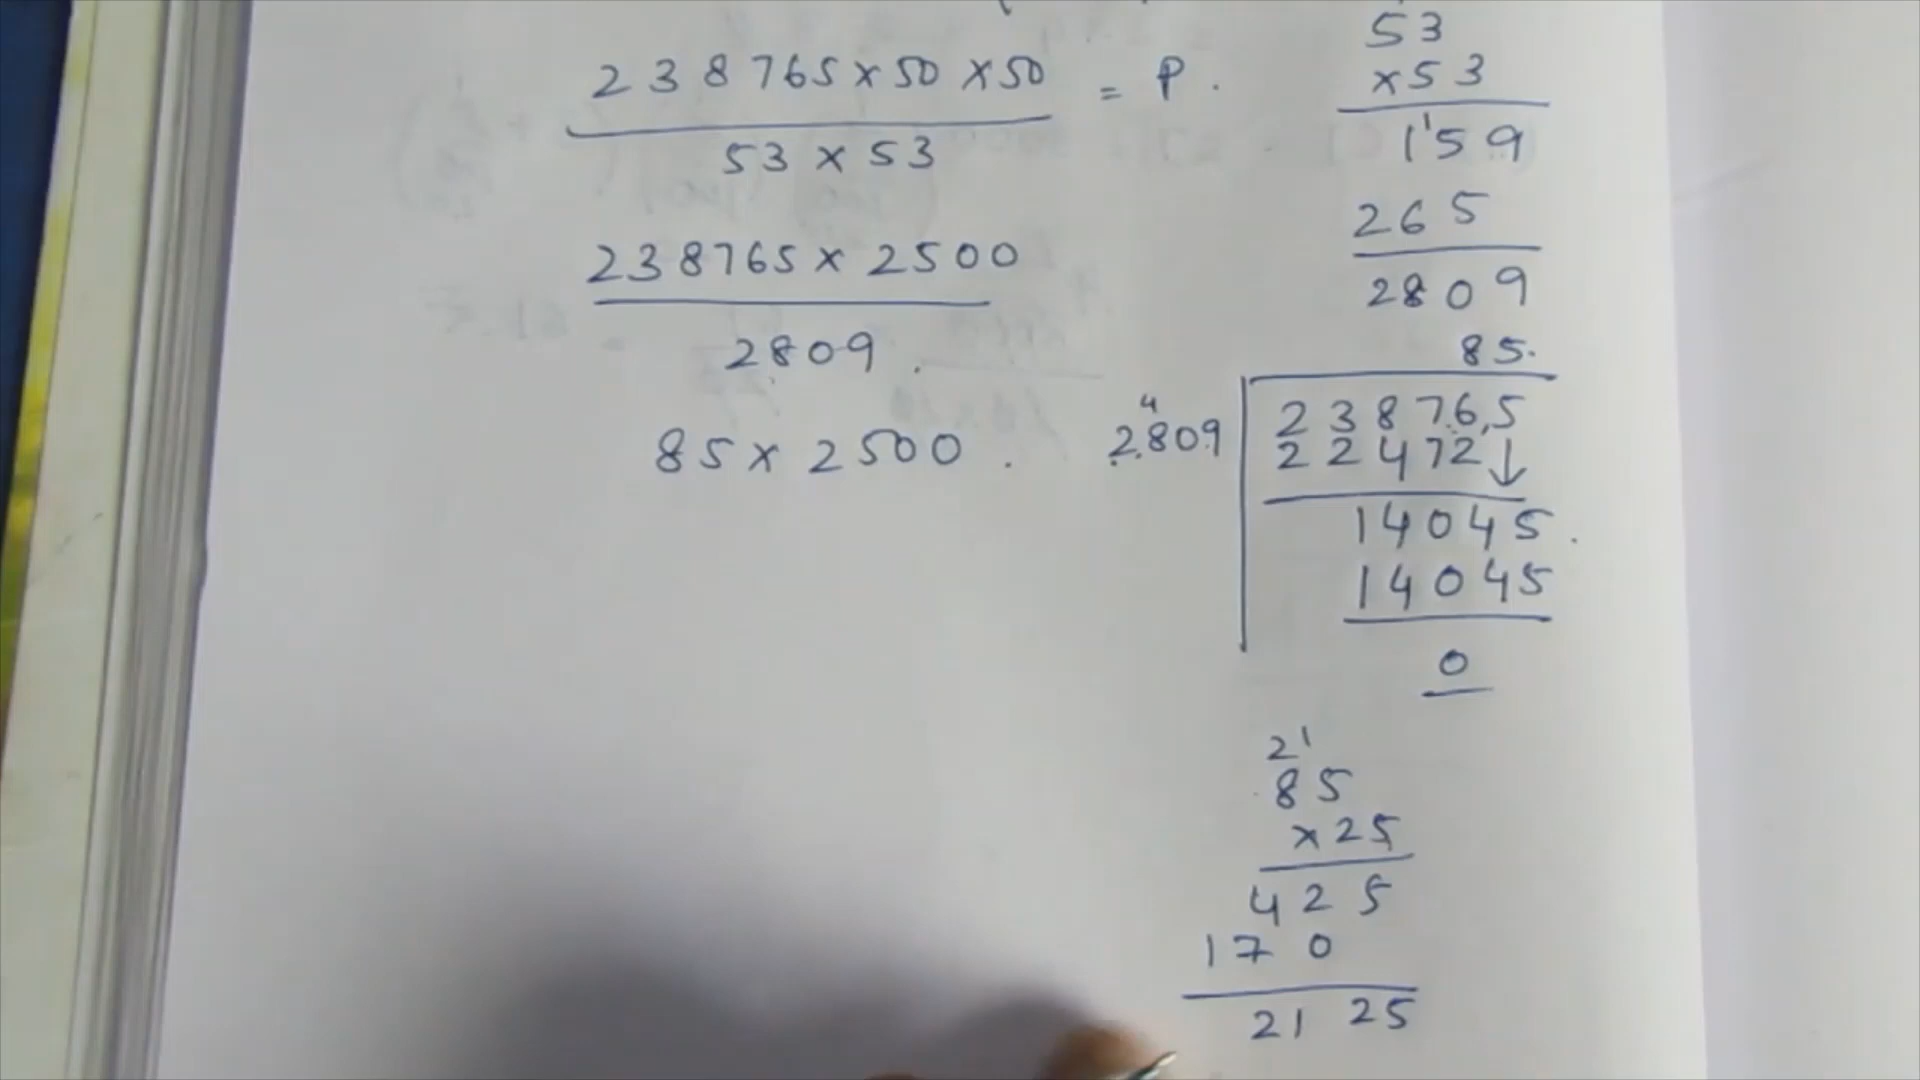 238765 x 50 x 50 = P.
53 x 53
238765 x 2500
2809.
85 x 2500.
53
x 53
159
265
2809
85.
2809 238765
22472↓
14045.
14045
0
85
x 25
425
170
2125